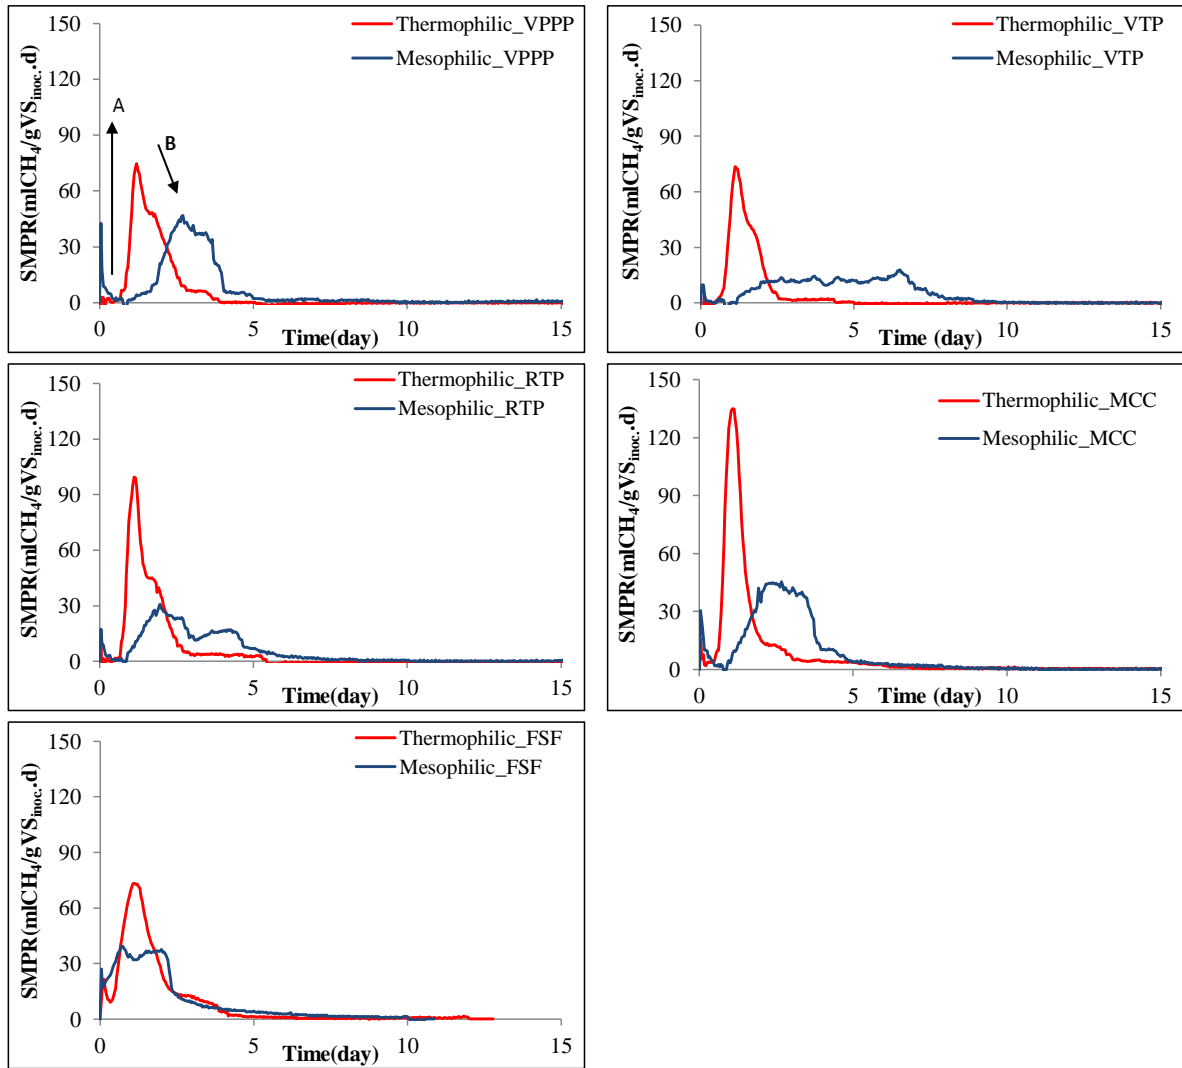 SMPR(mlCH4/gVSinoc..d)
150
120
90
60
30
0
Thermophilic_VPPP
Mesophilic_VPPP
A
B
0
5
10
15
Time(day)
SMPR(mlCH4/gVSinoc..d)
150
120
90
60
30
0
Thermophilic_VTP
Mesophilic_VTP
0
5
10
15
Time (day)
SMPR(mlCH4/gVSinoc..d)
150
120
90
60
30
0
Thermophilic_RTP
Mesophilic_RTP
0
5
10
15
Time(day)
SMPR(mlCH4/gVSinoc..d)
150
120
90
60
30
0
Thermophilic_MCC
Mesophilic_MCC
0
5
10
15
Time (day)
SMPR(mlCH4/gVSinoc..d)
150
120
90
60
30
0
Thermophilic_FSF
Mesophilic_FSF
0
5
10
15
Time(day)